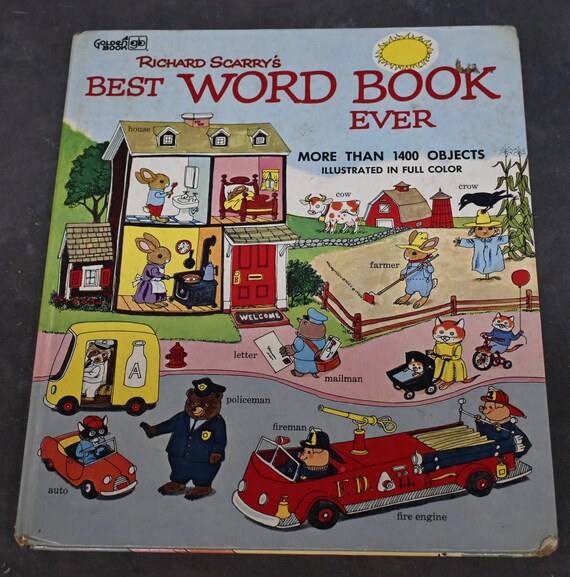 GOLDEN
BOOK gb
RICHARD SCARRY'S
BEST WORD BOOK
EVER
MORE THAN 1400 OBJECTS
ILLUSTRATED IN FULL COLOR
house
cow
crow
farmer
WELCOME
letter
mailman
A
policeman
fireman
F.D.
auto
fire engine